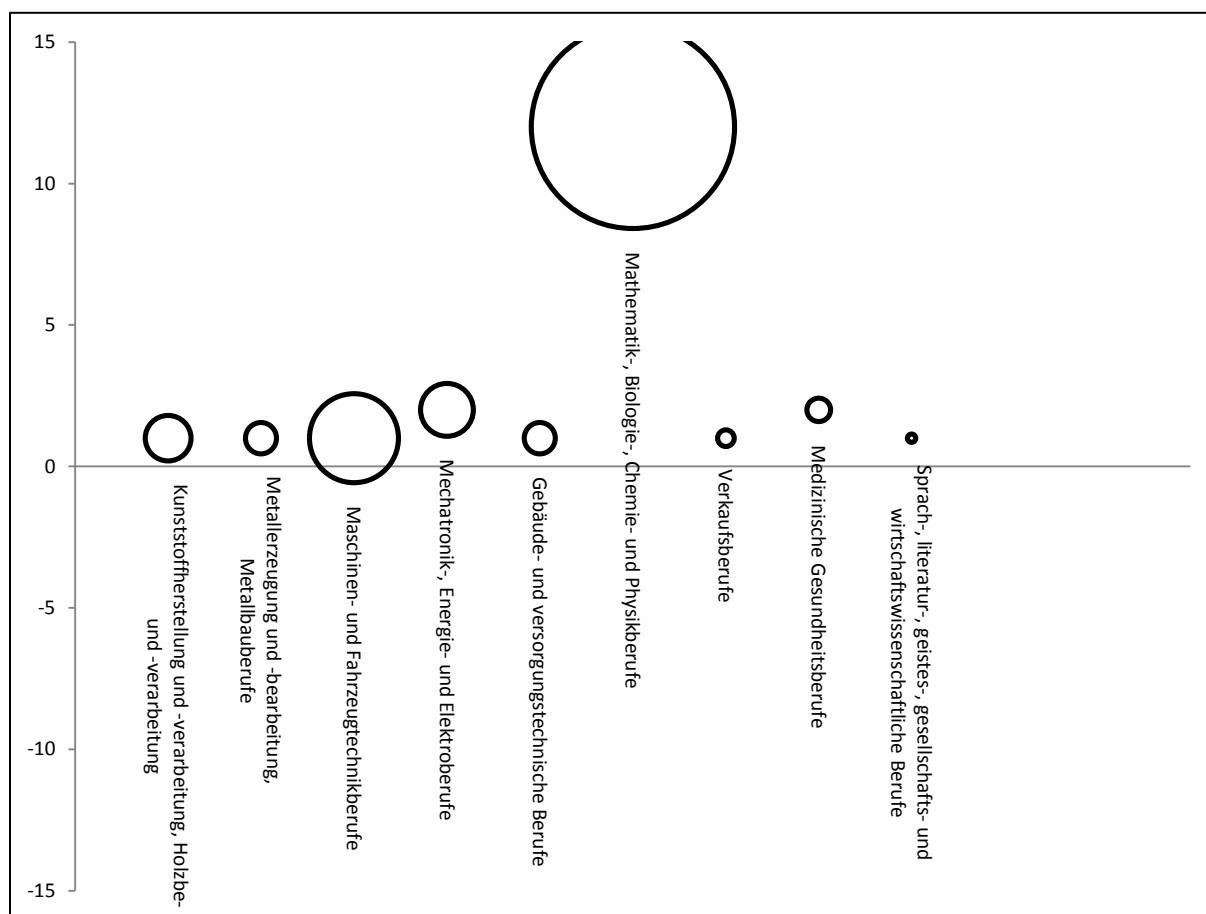 15
10
5
0
-5
-10
-15
Kunststoffherstellung und -verarbeitung, Holzbe-
und -verarbeitung
Metallerzeugung und -bearbeitung,
Metallbauberufe
Maschinen- und Fahrzeugtechnikberufe
Mechatronik-, Energie- und Elektroberufe
Gebäude- und versorgungstechnische Berufe
Mathematik-, Biologie-, Chemie- und Physikberufe
Verkaufsberufe
Medizinische Gesundheitsberufe
Sprach-, literatur-, geistes-, gesellschafts- und
wirtschaftswissenschaftliche Berufe